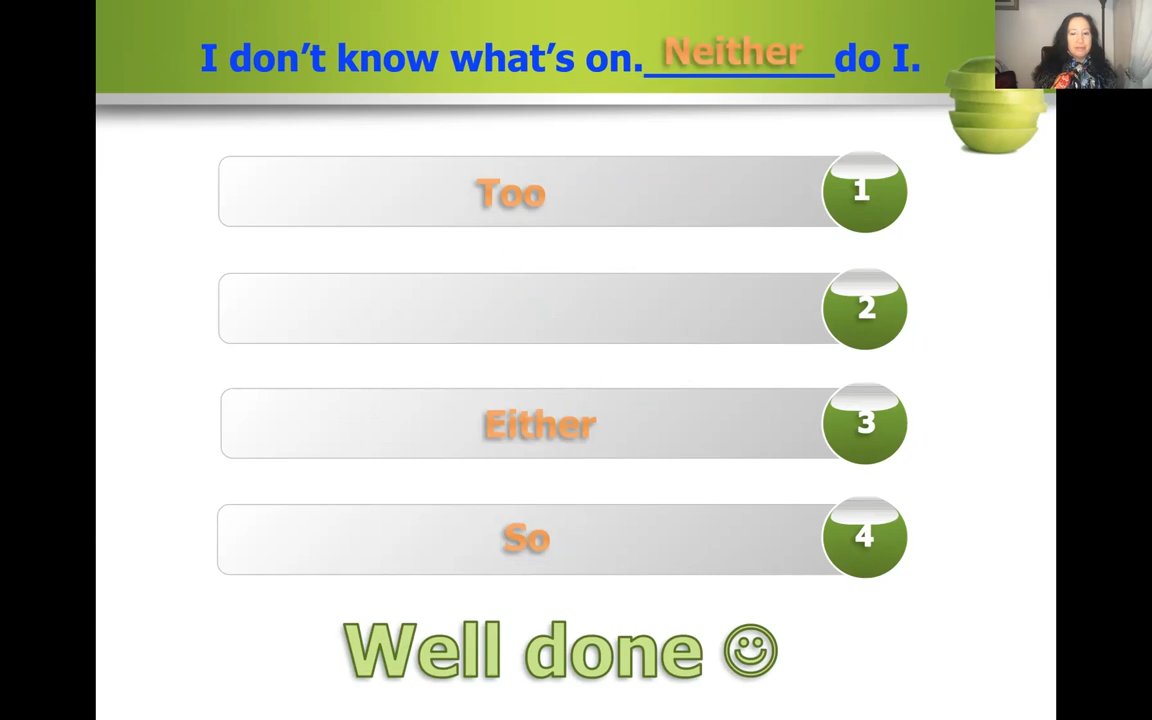 I don’t know what’s on. Neither do I.
Too 1
2
Either 3
So 4
Well done ☺